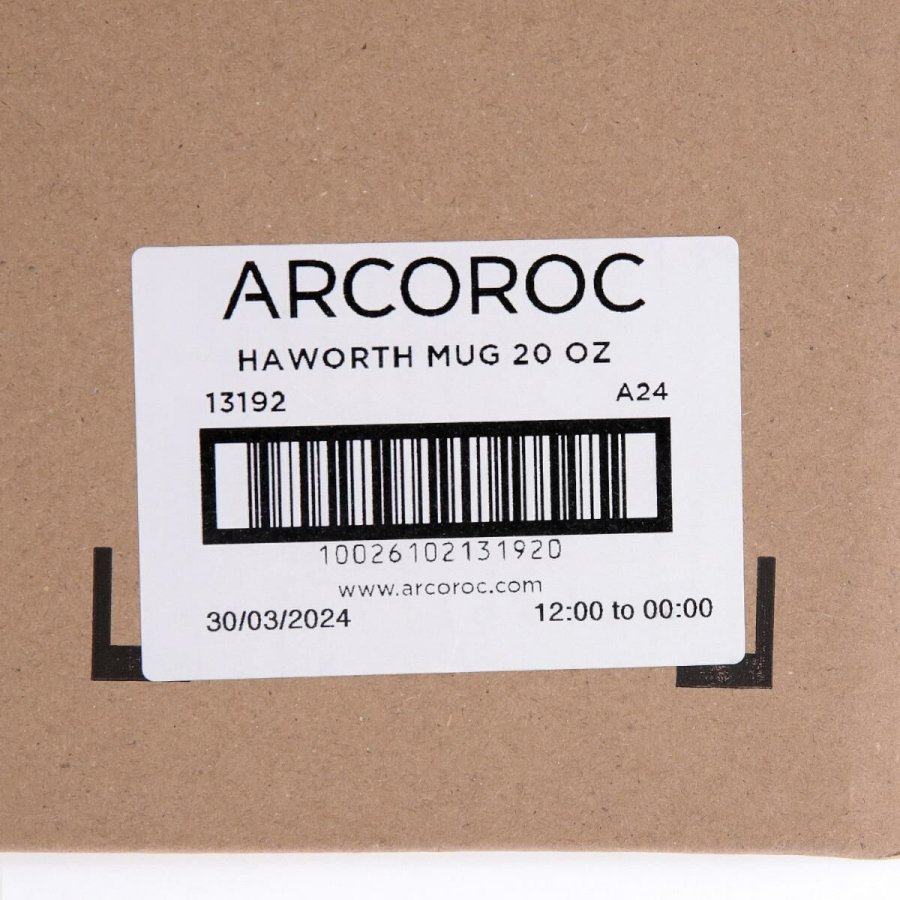 ARCOROC
HAWORTH MUG 20 OZ
13192 A24
10026102131920
www.arcoroc.com
30/03/2024 12:00 to 00:00